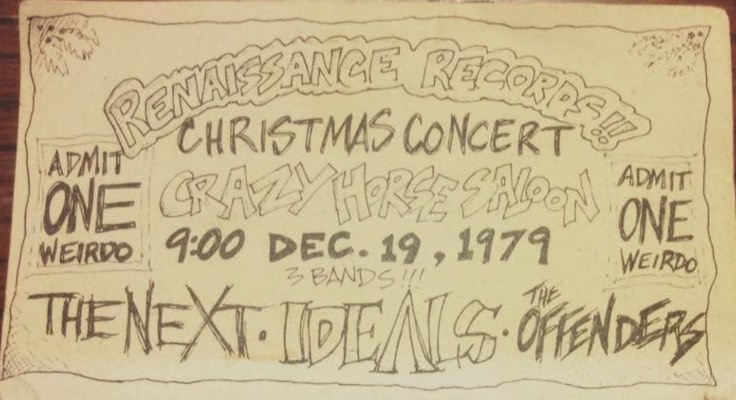 RENAISSANCE RECORDS!!!
CHRISTMAS CONCERT
CRAZY HORSE SALOON
9:00 DEC. 19, 1979
3 BANDS!!!
THE NEXT · IDEALS · THE OFFENDERS
ADMIT
ONE
WEIRDO
ADMIT
ONE
WEIRDO